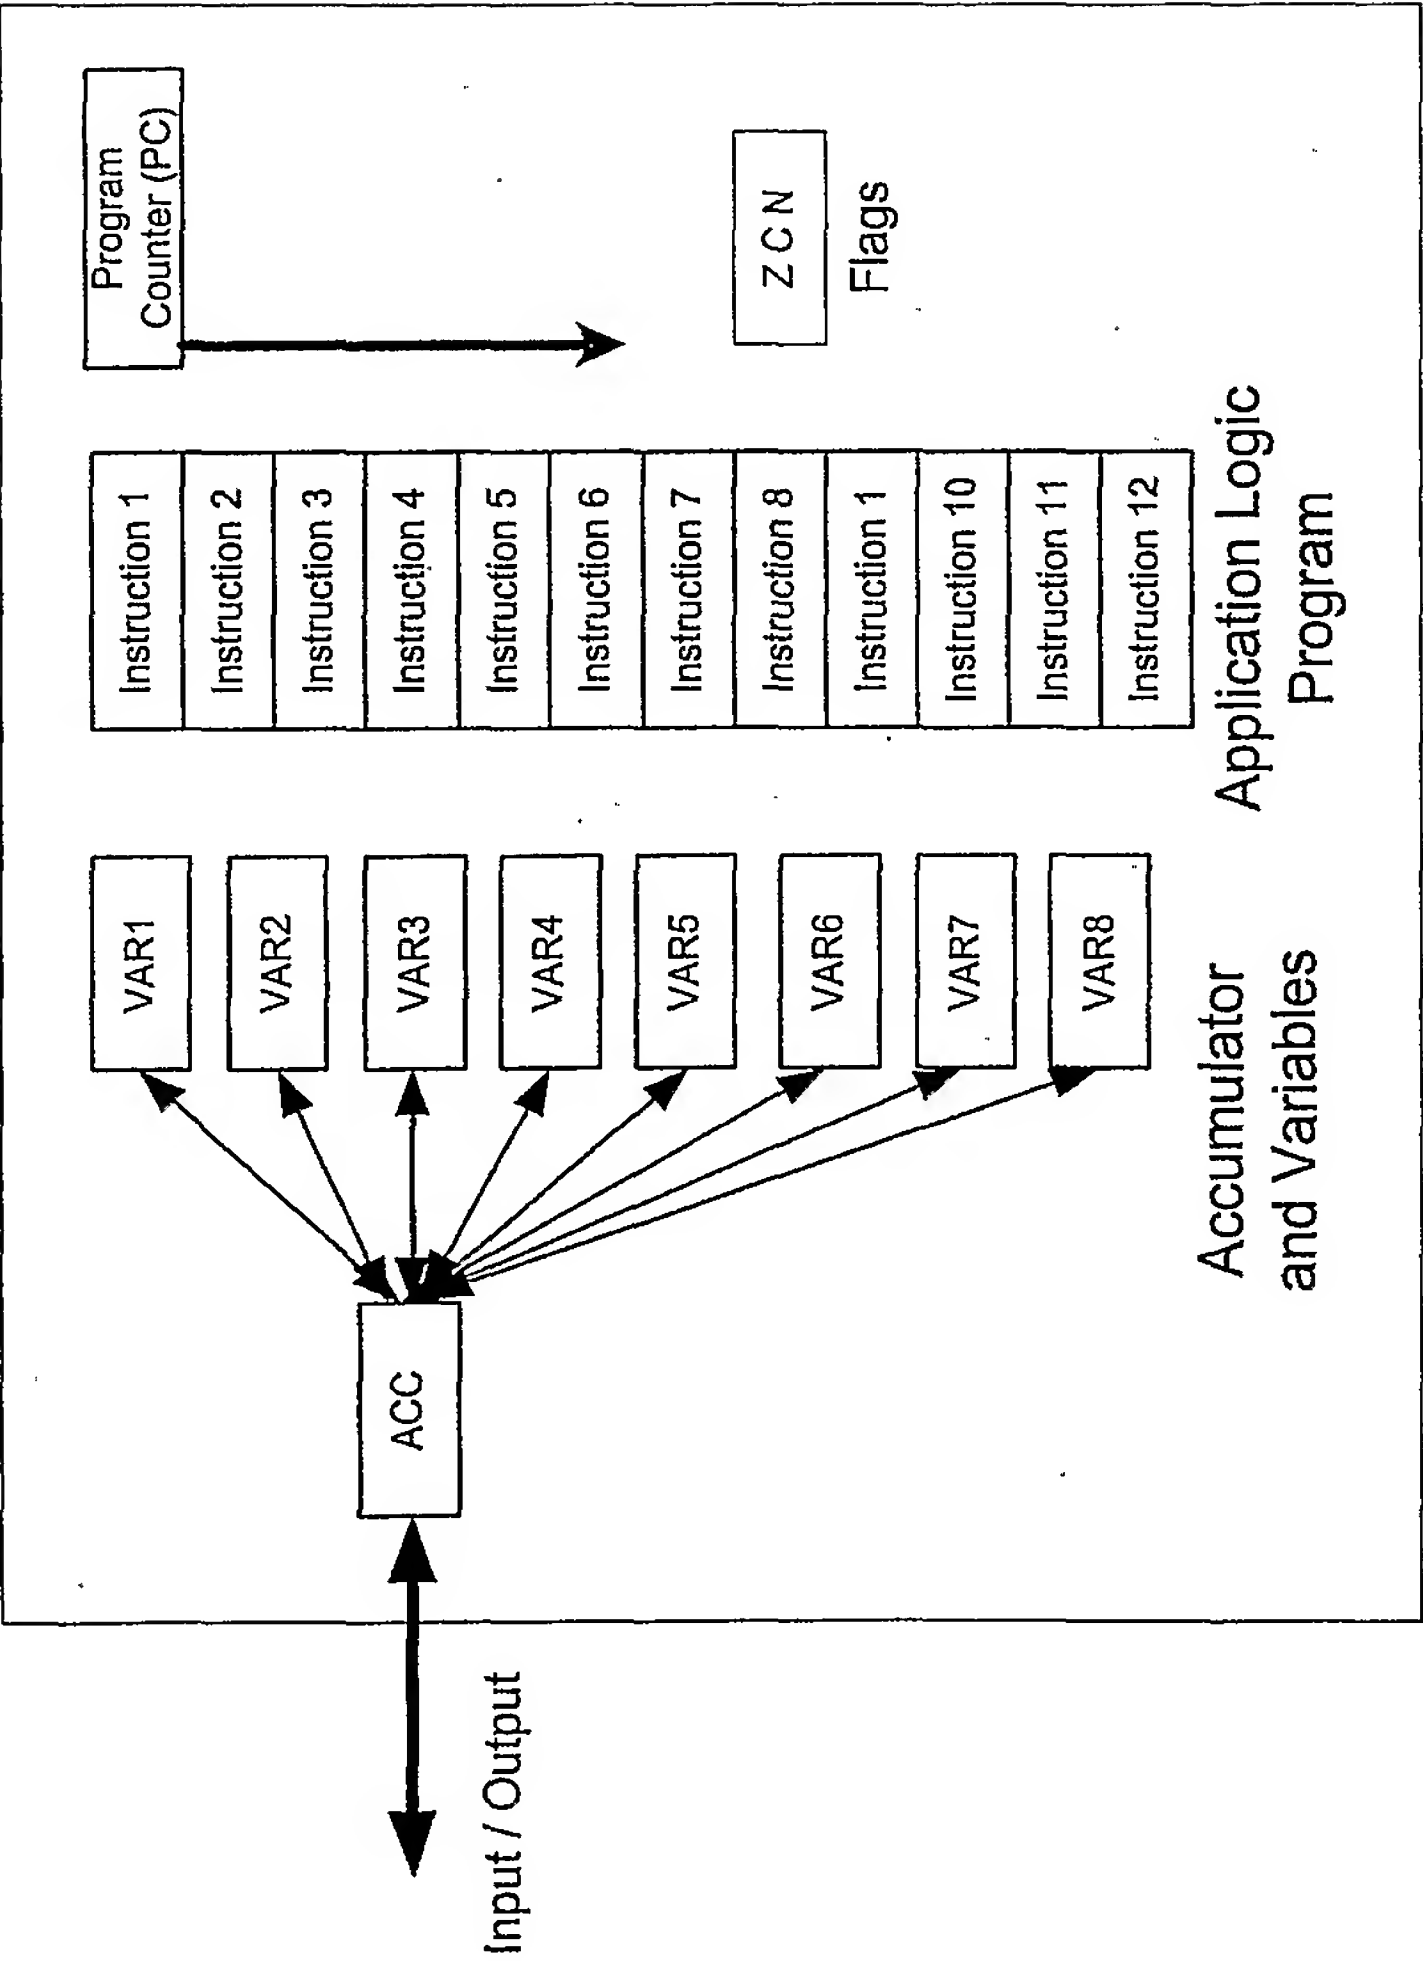 Input / Output
ACC
VAR1
VAR2
VAR3
VAR4
VAR5
VAR6
VAR7
VAR8
Accumulator
and Variables
Instruction 1
Instruction 2
Instruction 3
Instruction 4
Instruction 5
Instruction 6
Instruction 7
Instruction 8
Instruction 1
Instruction 10
Instruction 11
Instruction 12
Application Logic
Program
Program
Counter (PC)
Z C N
Flags